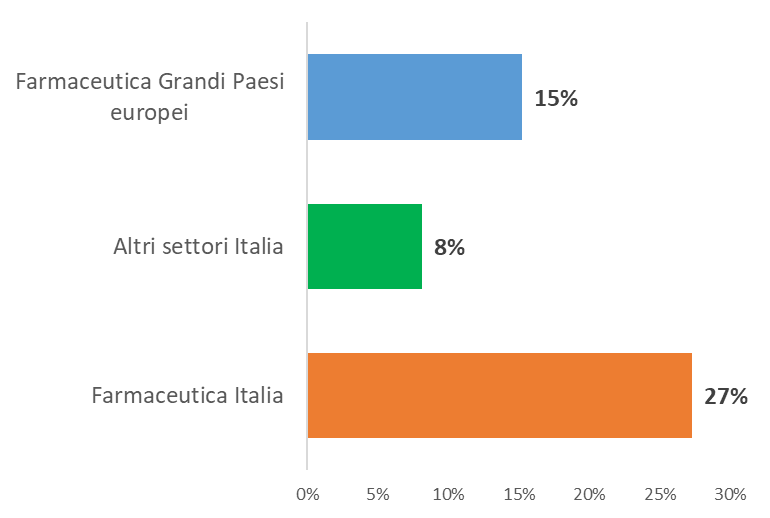 Farmaceutica Grandi Paesi
europei
15%
Altri settori Italia
8%
Farmaceutica Italia
27%
0% 5% 10% 15% 20% 25% 30%